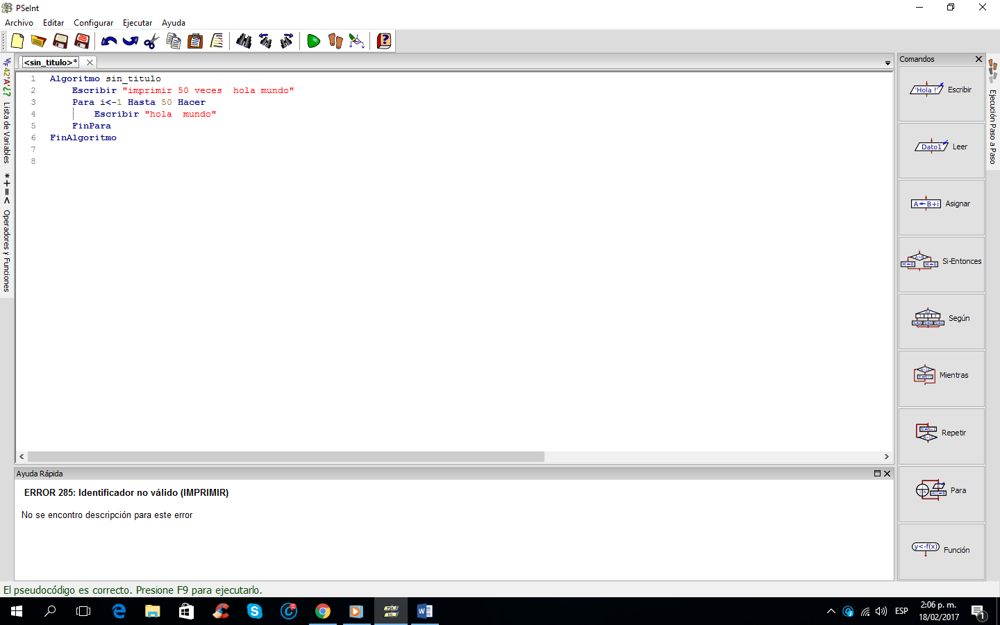 PSeInt
Archivo Editar Configurar Ejecutar Ayuda
<sin_titulo>*
1 Algoritmo sin_titulo
2 Escribir "imprimir 50 veces  hola mundo"
3 Para i<-1 Hasta 50 Hacer
4 Escribir "hola  mundo"
5 FinPara
6 FinAlgoritmo
7
8
42 'A' ¿?
Lista de Variables
* + = <
Operadores y Funciones
Comandos
'Hola !' Escribir
Dato1 Leer
A B+i Asignar
Si-Entonces
Según
Mientras
Repetir
Para
y<-f(x) Función
Ejecución Paso a Paso
Ayuda Rápida
ERROR 285: Identificador no válido (IMPRIMIR)
No se encontro descripción para este error
El pseudocódigo es correcto. Presione F9 para ejecutarlo.
ESP
2:06 p. m.
18/02/2017
1